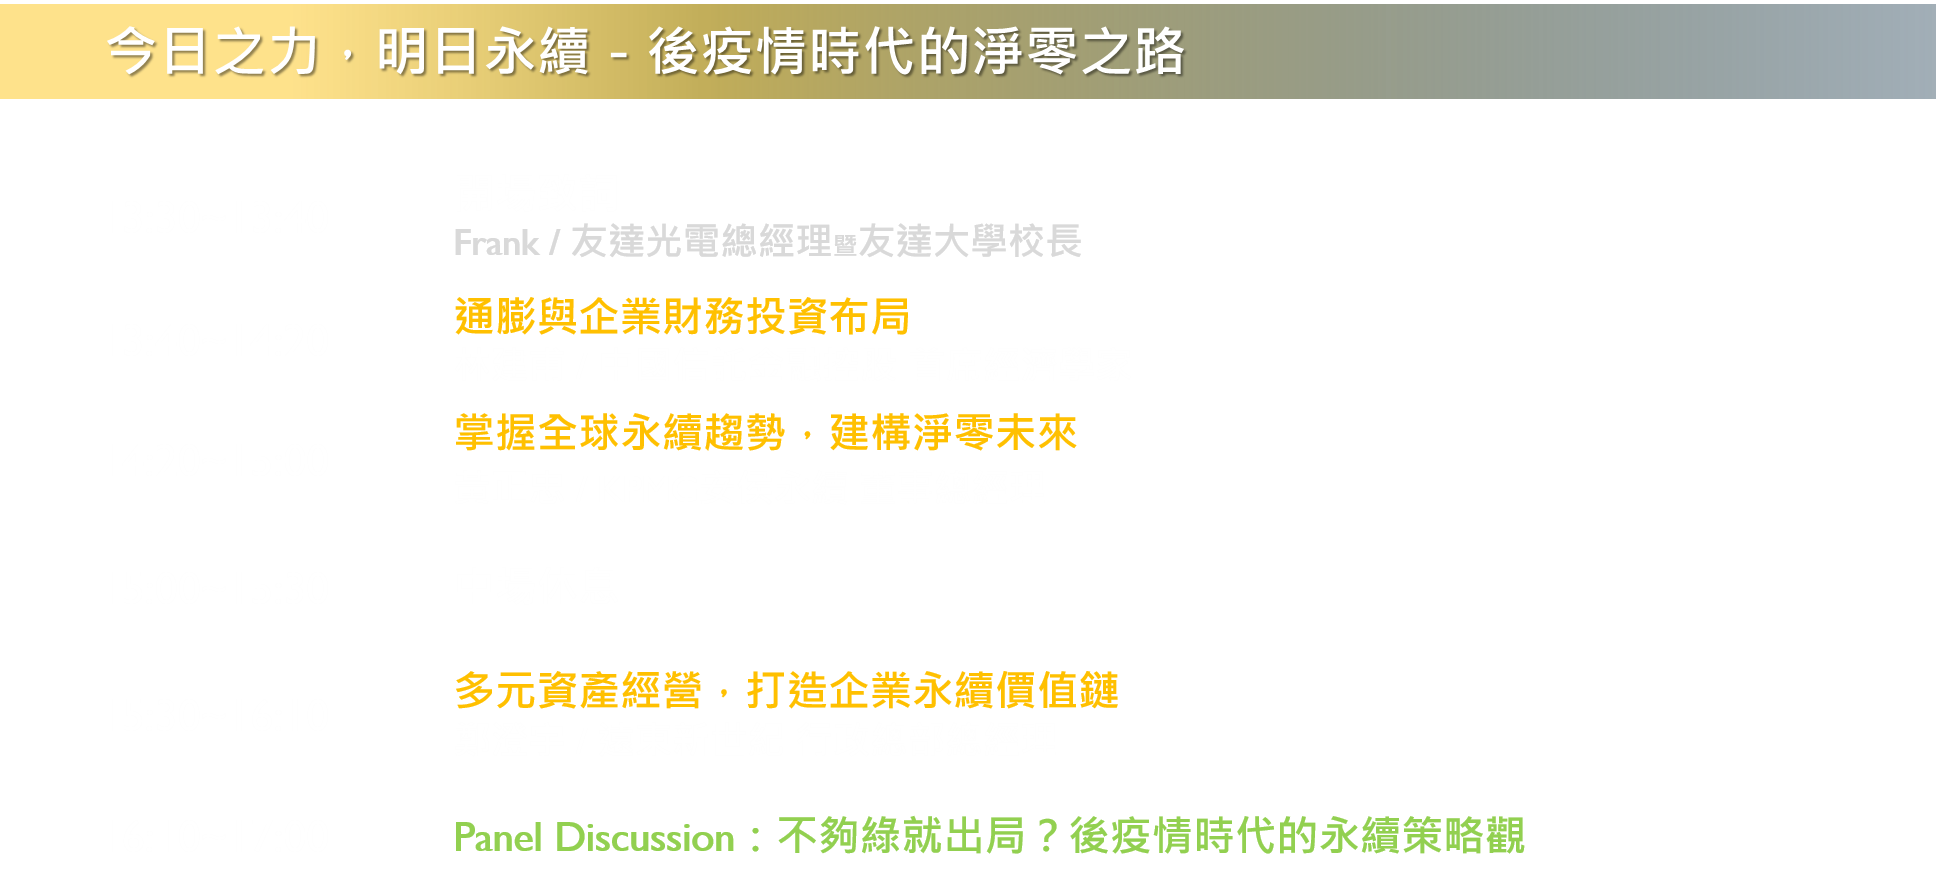 今日之力，明日永續 - 後疫情時代的淨零之路
Frank / 友達光電總經理暨友達大學校長
通膨與企業財務投資布局
掌握全球永續趨勢，建構淨零未來
多元資產經營，打造企業永續價值鏈
Panel Discussion：不夠綠就出局？後疫情時代的永續策略觀